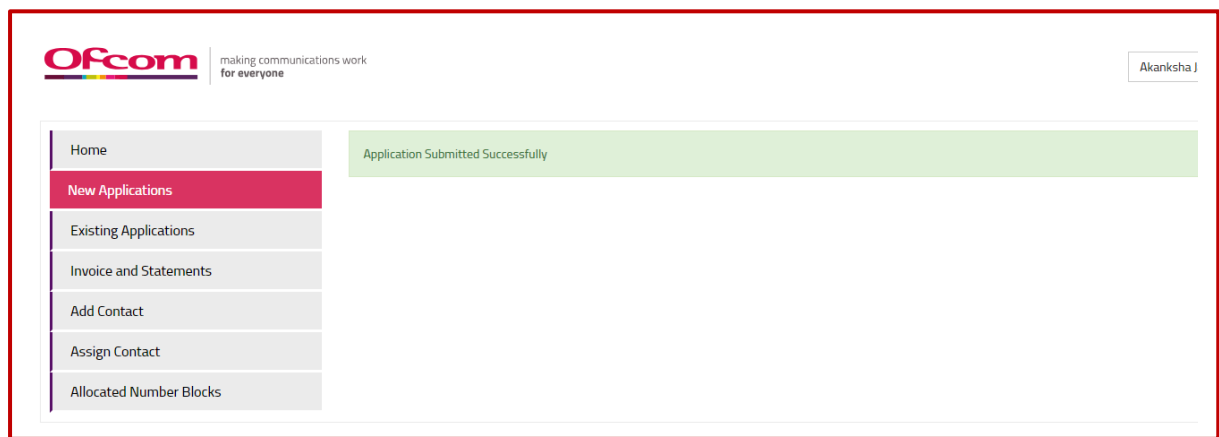 Ofcom
making communications work
for everyone
Akanksha J
Home
Application Submitted Successfully
New Applications
Existing Applications
Invoice and Statements
Add Contact
Assign Contact
Allocated Number Blocks